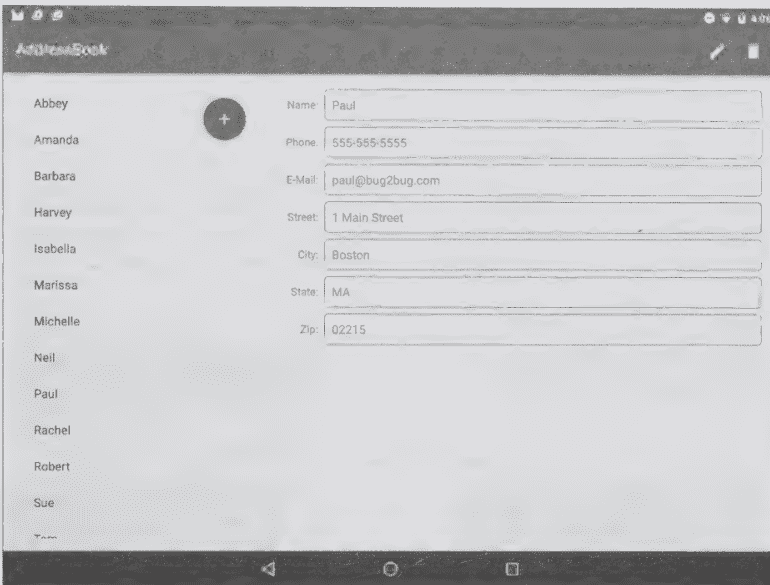 AddressBook
Abbey
Amanda
Barbara
Harvey
Isabella
Marissa
Michelle
Neil
Paul
Rachel
Robert
Sue
+
Name: Paul
Phone: 555-555-5555
E-Mail: paul@bug2bug.com
Street: 1 Main Street
City: Boston
State: MA
Zip: 02215